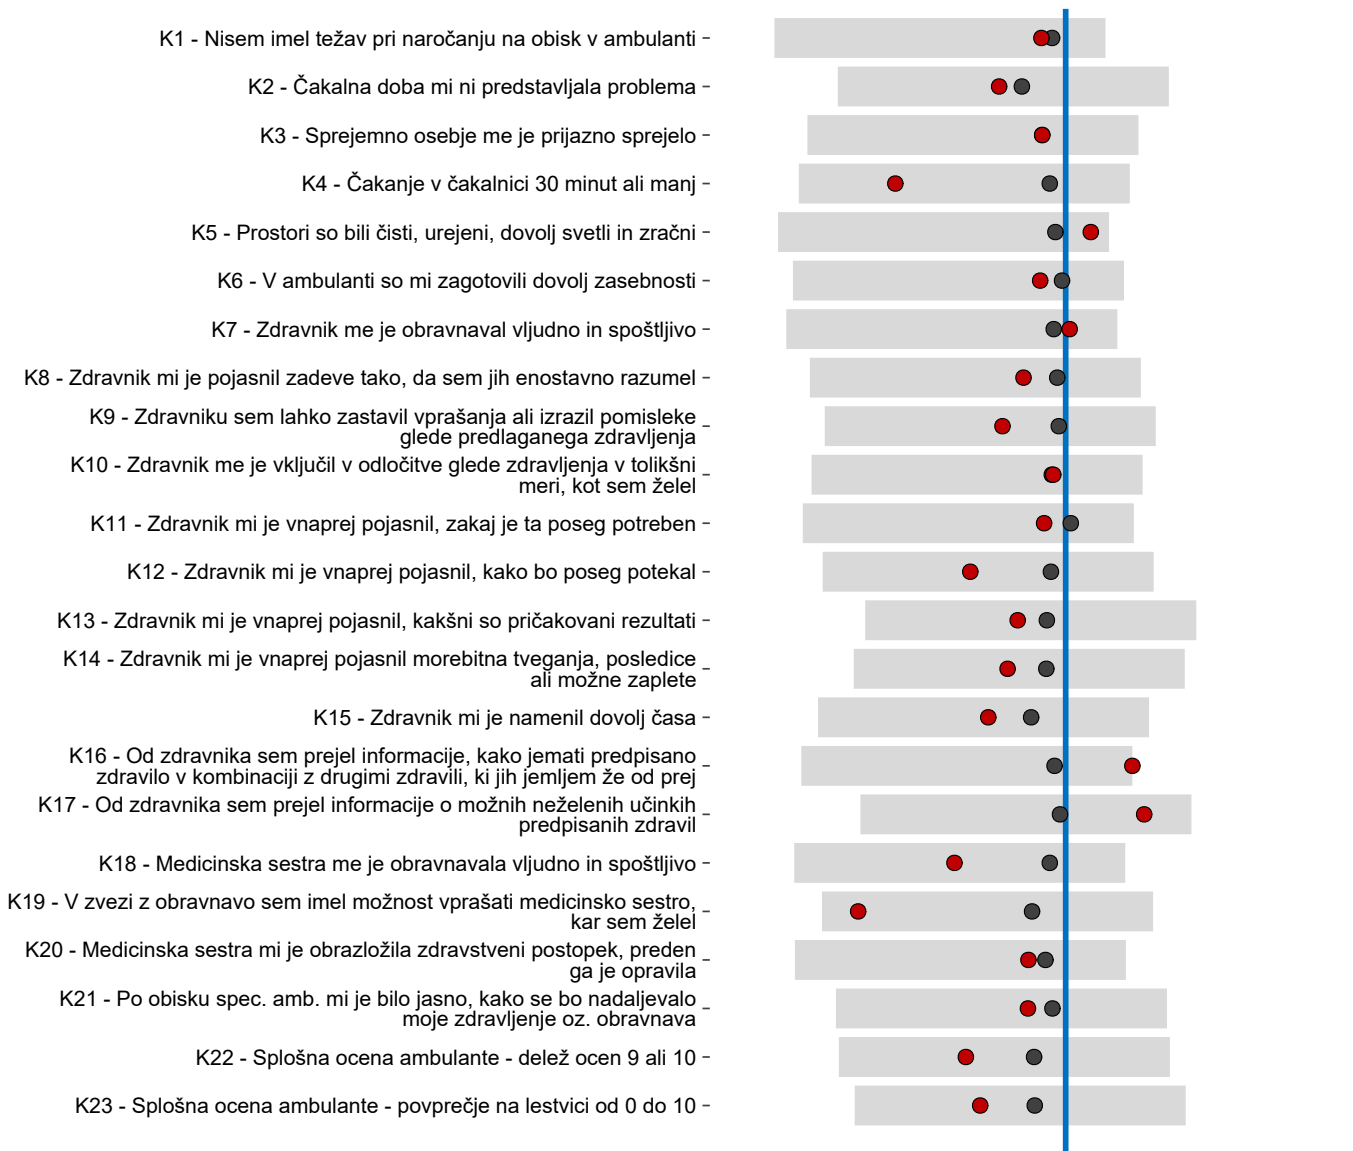 K1 - Nisem imel težav pri naročanju na obisk v ambulanti
K2 - Čakalna doba mi ni predstavljala problema
K3 - Sprejemno osebje me je prijazno sprejelo
K4 - Čakanje v čakalnici 30 minut ali manj
K5 - Prostori so bili čisti, urejeni, dovolj svetli in zračni
K6 - V ambulanti so mi zagotovili dovolj zasebnosti
K7 - Zdravnik me je obravnaval vljudno in spoštljivo
K8 - Zdravnik mi je pojasnil zadeve tako, da sem jih enostavno razumel
K9 - Zdravniku sem lahko zastavil vprašanja ali izrazil pomisleke
glede predlaganega zdravljenja
K10 - Zdravnik me je vključil v odločitve glede zdravljenja v tolikšni
meri, kot sem želel
K11 - Zdravnik mi je vnaprej pojasnil, zakaj je ta poseg potreben
K12 - Zdravnik mi je vnaprej pojasnil, kako bo poseg potekal
K13 - Zdravnik mi je vnaprej pojasnil, kakšni so pričakovani rezultati
K14 - Zdravnik mi je vnaprej pojasnil morebitna tveganja, posledice
ali možne zaplete
K15 - Zdravnik mi je namenil dovolj časa
K16 - Od zdravnika sem prejel informacije, kako jemati predpisano
zdravilo v kombinaciji z drugimi zdravili, ki jih jemljem že od prej
K17 - Od zdravnika sem prejel informacije o možnih neželenih učinkih
predpisanih zdravil
K18 - Medicinska sestra me je obravnavala vljudno in spoštljivo
K19 - V zvezi z obravnavo sem imel možnost vprašati medicinsko sestro,
kar sem želel
K20 - Medicinska sestra mi je obrazložila zdravstveni postopek, preden
ga je opravila
K21 - Po obisku spec. amb. mi je bilo jasno, kako se bo nadaljevalo
moje zdravljenje oz. obravnava
K22 - Splošna ocena ambulante - delež ocen 9 ali 10
K23 - Splošna ocena ambulante - povprečje na lestvici od 0 do 10